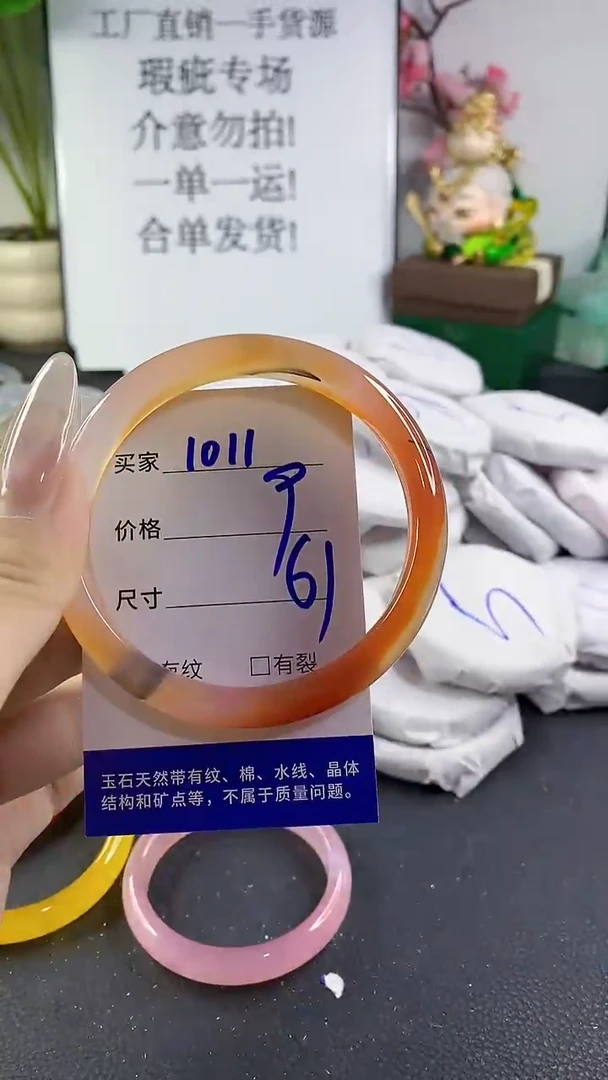 工厂直销一手货源
瑕疵专场
介意勿拍!
一单一运!
合单发货!
买家 1011
价格
尺寸 61
有纹 □有裂
玉石天然带有纹、棉、水线、晶体
结构和矿点等，不属于质量问题。